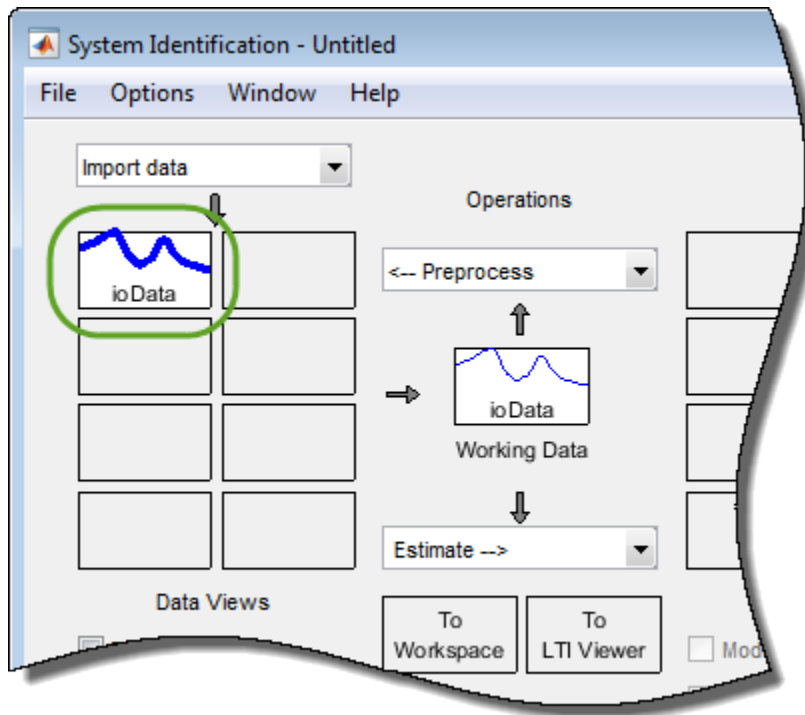 System Identification - Untitled
File Options Window Help
Import data
Operations
ioData
<-- Preprocess
ioData
Working Data
Estimate -->
Data Views
To Workspace
To LTI Viewer